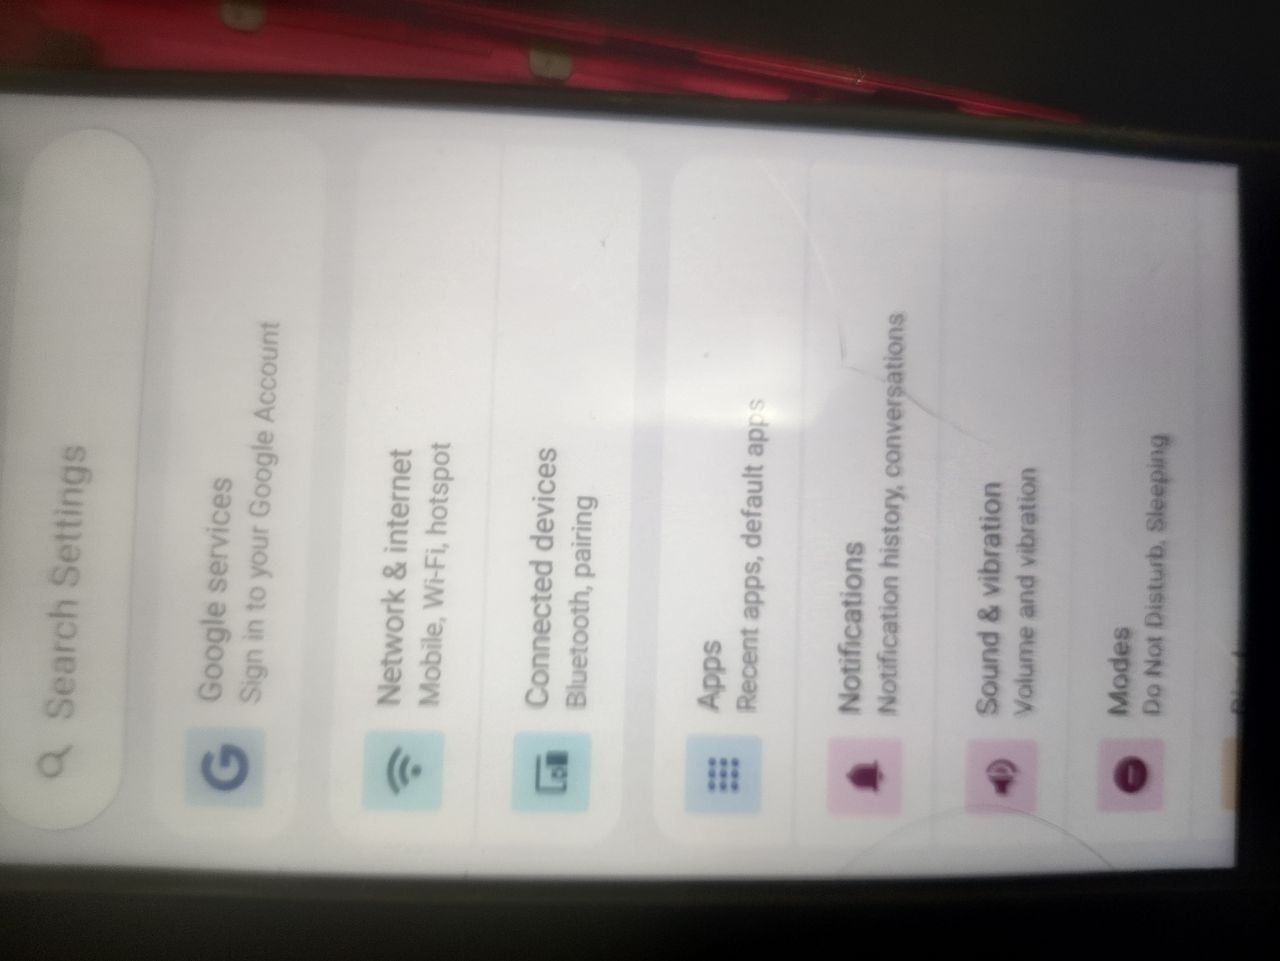 Search Settings
Google services
Sign in to your Google Account
Network & internet
Mobile, Wi-Fi, hotspot
Connected devices
Bluetooth, pairing
Apps
Recent apps, default apps
Notifications
Notification history, conversations
Sound & vibration
Volume and vibration
Modes
Do Not Disturb, Sleeping